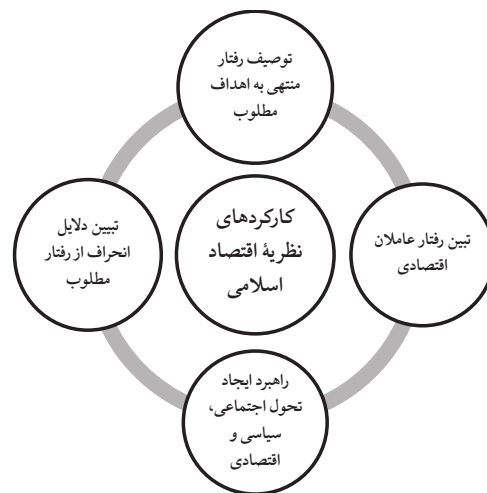 توصیف رفتار
منتهی به اهداف
مطلوب
کارکردهای
نظریهٔ اقتصاد
اسلامی
تبین رفتار عاملان
اقتصادی
تبیین دلایل
انحراف از رفتار
مطلوب
راهبرد ایجاد
تحول اجتماعی،
سیاسی و
اقتصادی